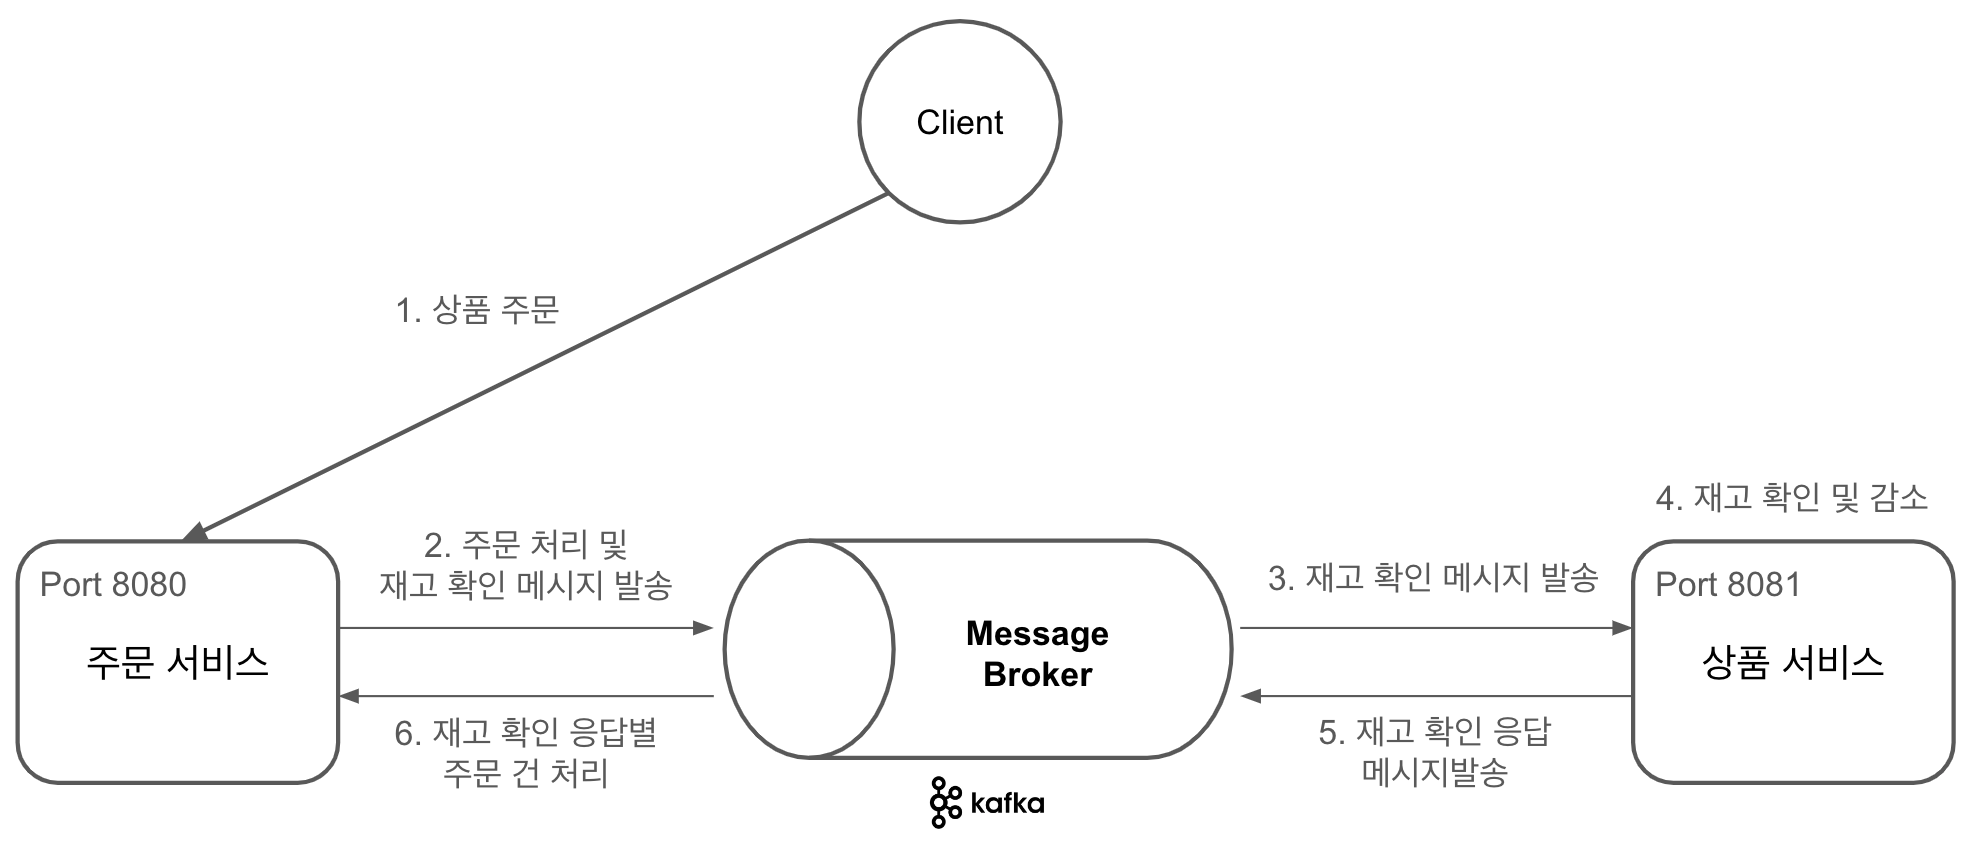 Client
1. 상품 주문
4. 재고 확인 및 감소
2. 주문 처리 및
재고 확인 메시지 발송
3. 재고 확인 메시지 발송
Port 8080
주문 서비스
Message
Broker
Port 8081
상품 서비스
6. 재고 확인 응답별
주문 건 처리
5. 재고 확인 응답
메시지발송
kafka